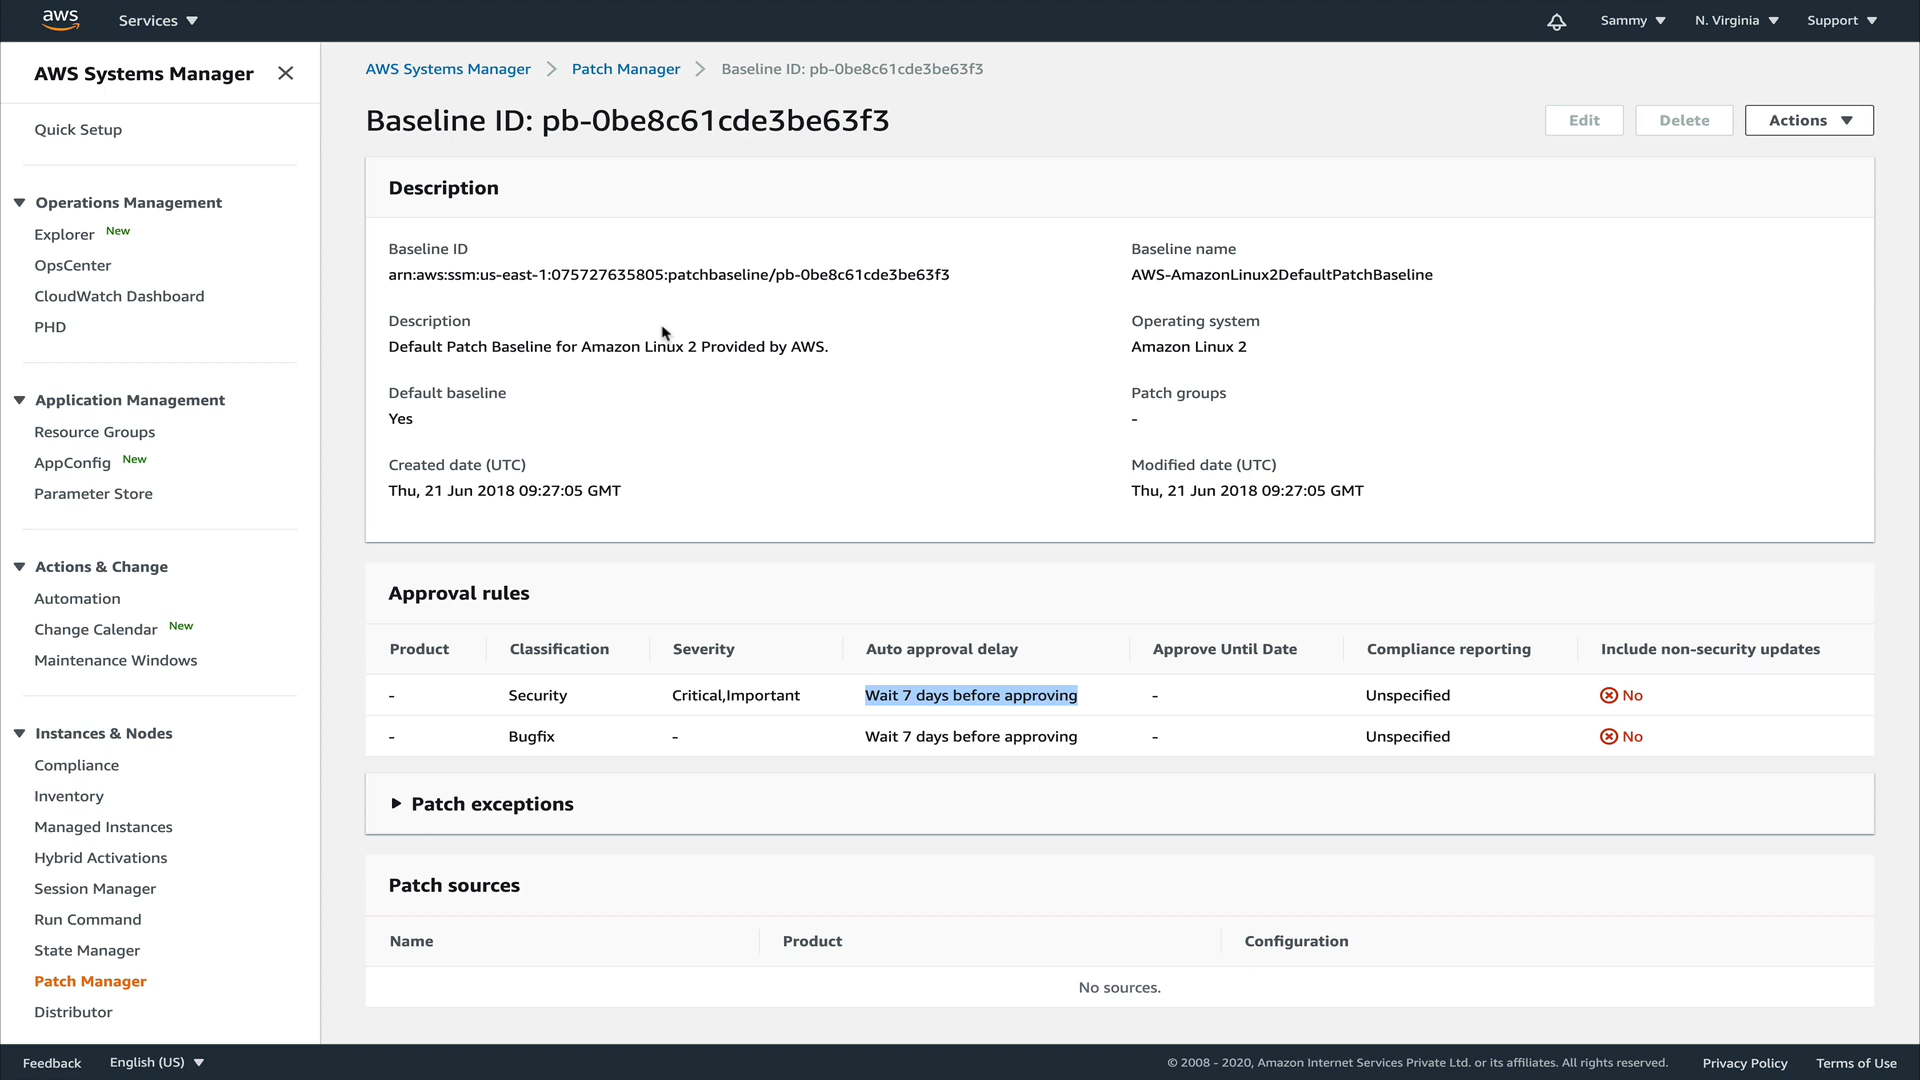 aws Services Sammy N. Virginia Support
AWS Systems Manager
Quick Setup
Operations Management
Explorer New
OpsCenter
CloudWatch Dashboard
PHD
Application Management
Resource Groups
AppConfig New
Parameter Store
Actions & Change
Automation
Change Calendar New
Maintenance Windows
Instances & Nodes
Compliance
Inventory
Managed Instances
Hybrid Activations
Session Manager
Run Command
State Manager
Patch Manager
Distributor
AWS Systems Manager Patch Manager Baseline ID: pb-0be8c61cde3be63f3
Baseline ID: pb-0be8c61cde3be63f3 Edit Delete Actions
Description
Baseline ID Baseline name
arn:aws:ssm:us-east-1:075727635805:patchbaseline/pb-0be8c61cde3be63f3 AWS-AmazonLinux2DefaultPatchBaseline
Description Operating system
Default Patch Baseline for Amazon Linux 2 Provided by AWS. Amazon Linux 2
Default baseline Patch groups
Yes -
Created date (UTC) Modified date (UTC)
Thu, 21 Jun 2018 09:27:05 GMT Thu, 21 Jun 2018 09:27:05 GMT
Approval rules
Product Classification Severity Auto approval delay Approve Until Date Compliance reporting Include non-security updates
- Security Critical,Important Wait 7 days before approving - Unspecified No
- Bugfix - Wait 7 days before approving - Unspecified No
Patch exceptions
Patch sources
Name Product Configuration
No sources.
Feedback English (US) © 2008 - 2020, Amazon Internet Services Private Ltd. or its affiliates. All rights reserved. Privacy Policy Terms of Use